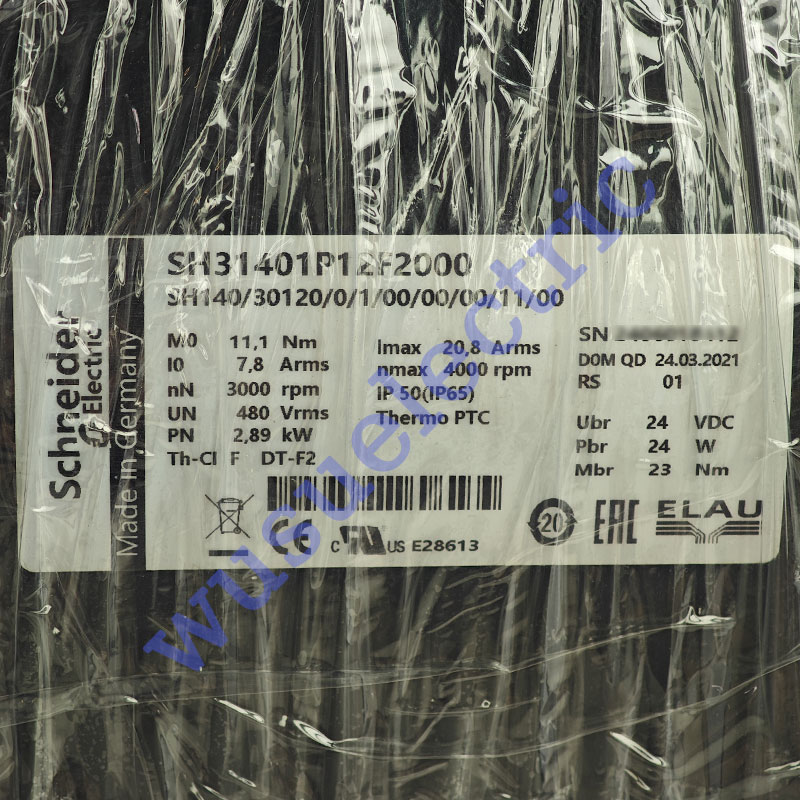 Schneider
Electric
Made in Germany
SH31401P12F2000
SH140/30120/0/1/00/00/00/11/00
M0 11,1 Nm
I0 7,8 Arms
nN 3000 rpm
UN 480 Vrms
PN 2,89 kW
Th-Cl F DT-F2
Imax 20,8 Arms
nmax 4000 rpm
IP 50(IP65)
Thermo PTC
SN
D0M QD 24.03.2021
RS 01
Ubr 24 VDC
Pbr 24 W
Mbr 23 Nm
CE
c US E28613
20
EAC
ELAU
wusuelectric